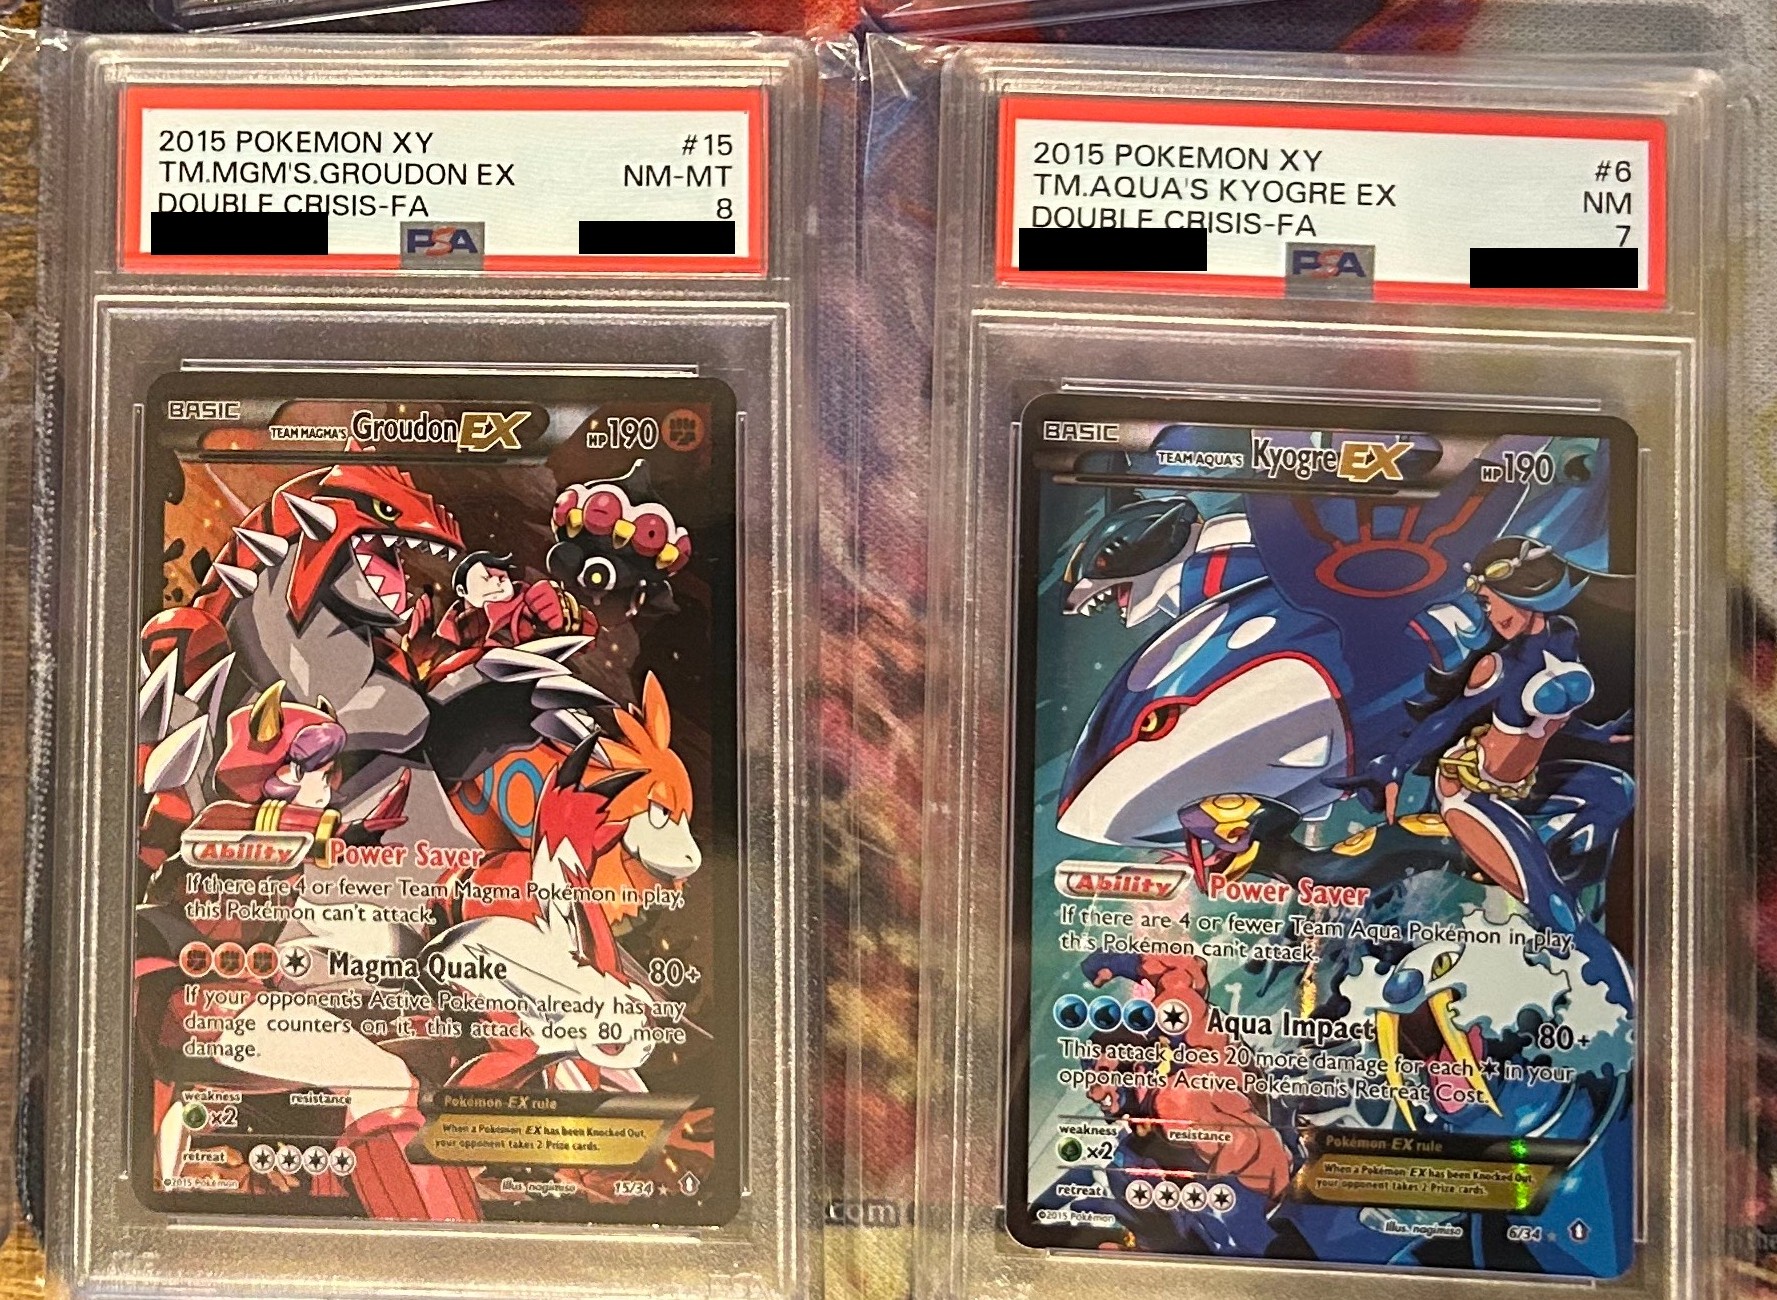 2015 POKEMON XY #15
TM.MGM'S.GROUDON EX NM-MT
DOUBLE CRISIS-FA 8
PSA
BASIC
TEAM MAGMA'S Groudon EX HP190
Ability Power Saver
If there are 4 or fewer Team Magma Pokémon in play,
this Pokémon can't attack.
Magma Quake 80+
If your opponent's Active Pokémon already has any
damage counters on it, this attack does 80 more
damage.
weakness resistance
×2
retreat
Pokémon-EX rule
When a Pokémon-EX has been Knocked Out,
your opponent takes 2 Prize cards.
©2015 Pokémon Illus. nagimiso 15/34
2015 POKEMON XY #6
TM.AQUA'S KYOGRE EX NM
DOUBLE CRISIS-FA 7
PSA
BASIC
TEAM AQUA'S Kyogre EX HP190
Ability Power Saver
If there are 4 or fewer Team Aqua Pokémon in play,
this Pokémon can't attack.
Aqua Impact 80+
This attack does 20 more damage for each in your
opponent's Active Pokémon's Retreat Cost.
weakness resistance
×2
retreat
Pokémon-EX rule
When a Pokémon-EX has been Knocked Out,
your opponent takes 2 Prize cards.
©2015 Pokémon Illus. nagimiso 6/34
.com